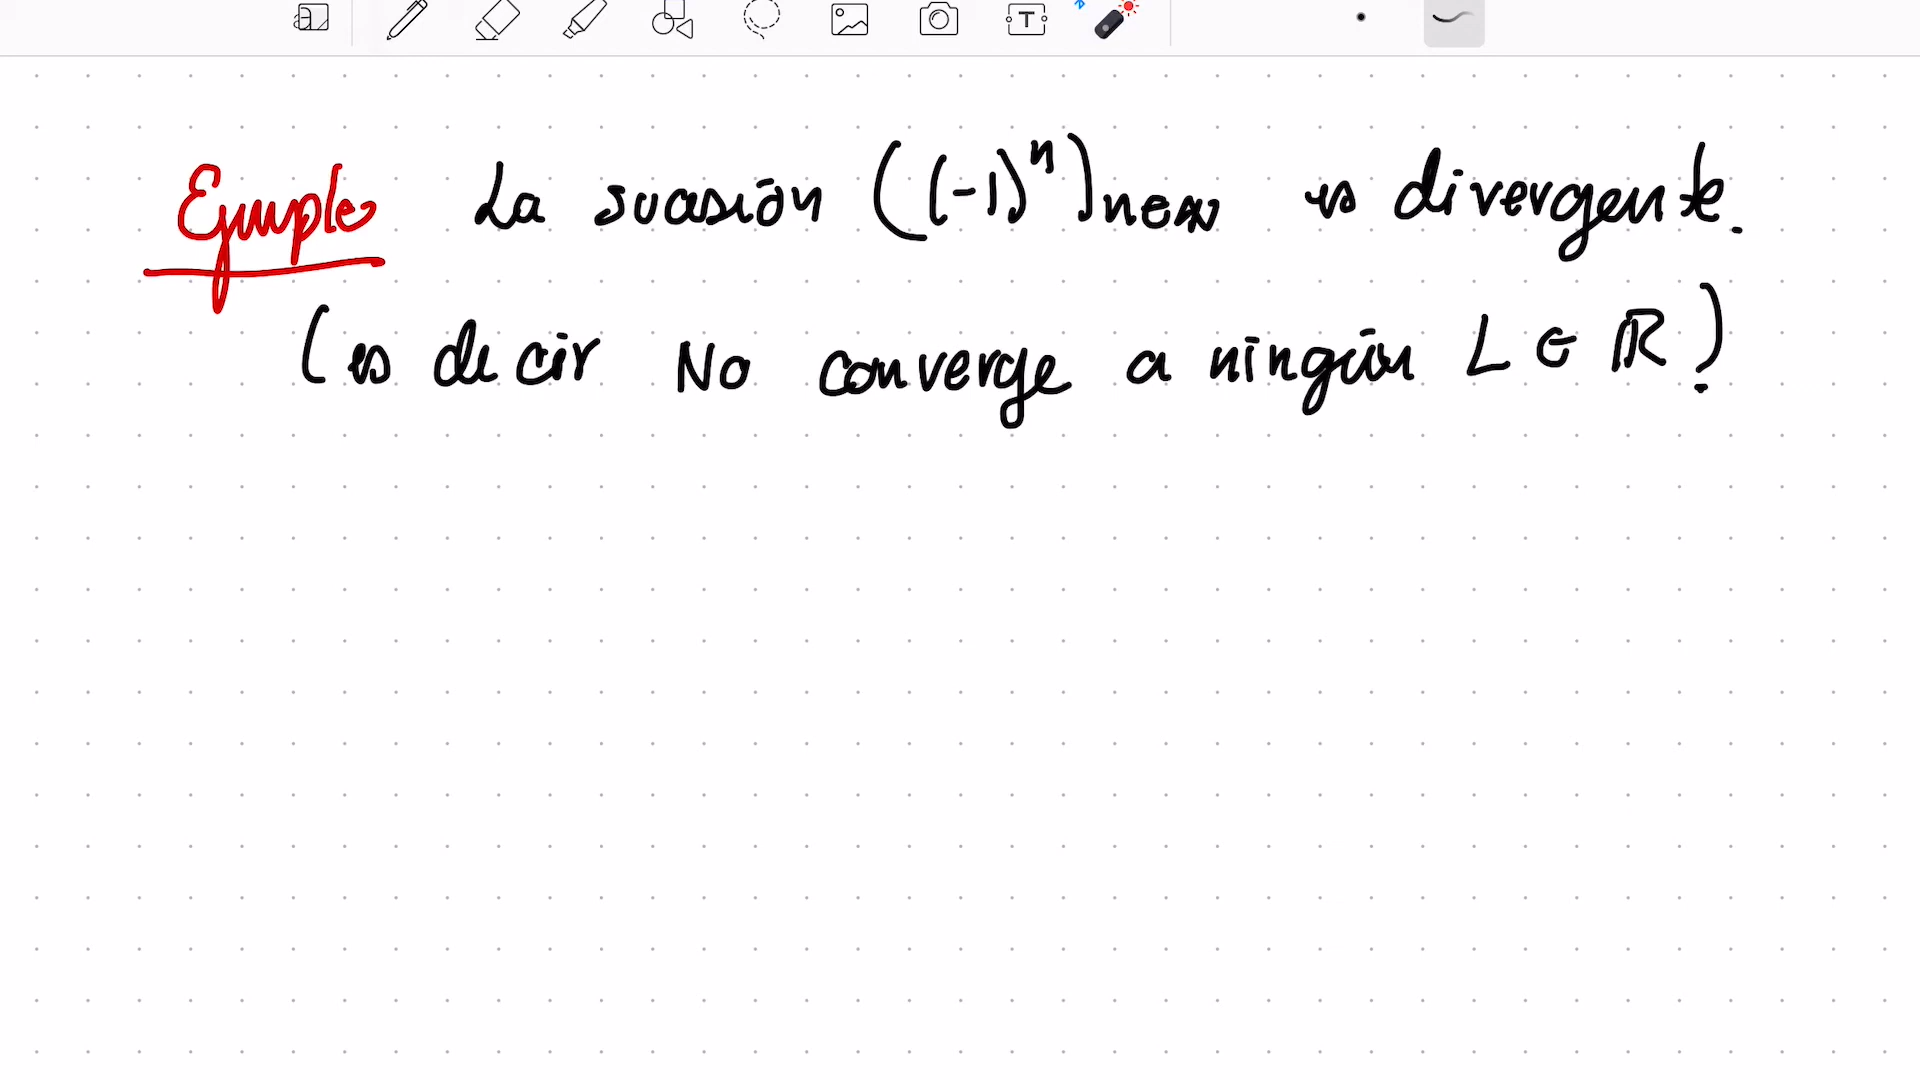 Ejemplo La sucesión ((-1)^n)_{n∈ℕ} es divergente.
(es decir No converge a ningún L ∈ ℝ).